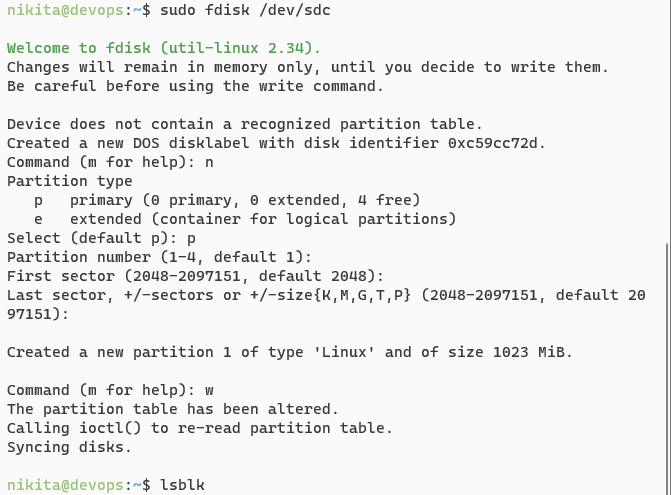 nikita@devops:~$ sudo fdisk /dev/sdc
Welcome to fdisk (util-linux 2.34).
Changes will remain in memory only, until you decide to write them.
Be careful before using the write command.
Device does not contain a recognized partition table.
Created a new DOS disklabel with disk identifier 0xc59cc72d.
Command (m for help): n
Partition type
   p   primary (0 primary, 0 extended, 4 free)
   e   extended (container for logical partitions)
Select (default p): p
Partition number (1-4, default 1):
First sector (2048-2097151, default 2048):
Last sector, +/-sectors or +/-size{K,M,G,T,P} (2048-2097151, default 20
97151):
Created a new partition 1 of type 'Linux' and of size 1023 MiB.
Command (m for help): w
The partition table has been altered.
Calling ioctl() to re-read partition table.
Syncing disks.
nikita@devops:~$ lsblk